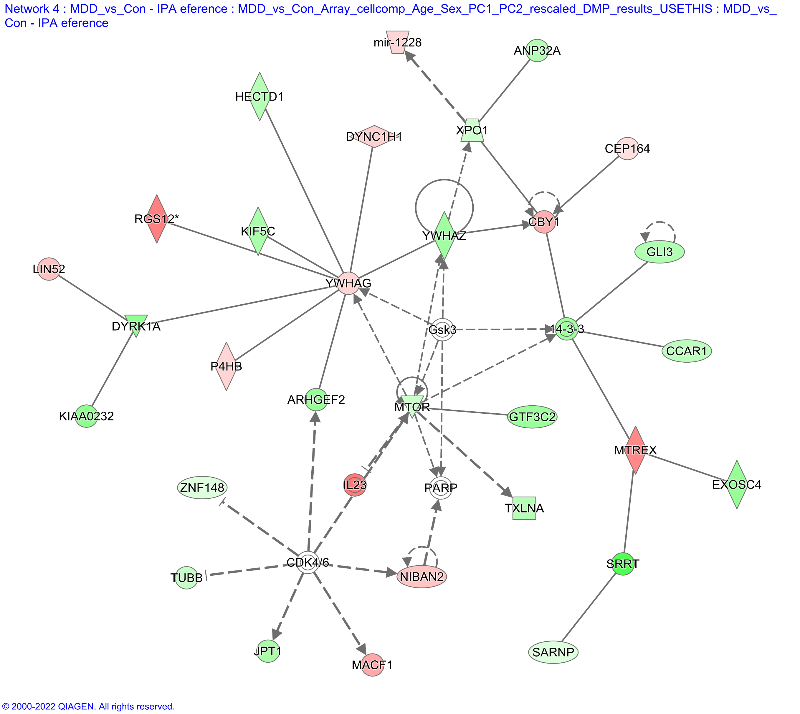 Network 4 : MDD_vs_Con - IPA eference : MDD_vs_Con_Array_cellcomp_Age_Sex_PC1_PC2_rescaled_DMP_results_USETHIS : MDD_vs_
Con - IPA eference
mir-1228
ANP32A
HECTD1
DYNC1H1
XPO1
CEP164
RGS12*
KIF5C
YWHAZ
CBY1
GLI3
LIN52
YWHAG
DYRK1A
Gsk3
14-3-3
CCAR1
P4HB
KIAA0232
ARHGEF2
MTOR
GTF3C2
MTREX
ZNF148
IL23
PARP
TXLNA
EXOSC4
CDK4/6
TUBB
NIBAN2
SRRT
JPT1
MACF1
SARNP
© 2000-2022 QIAGEN. All rights reserved.